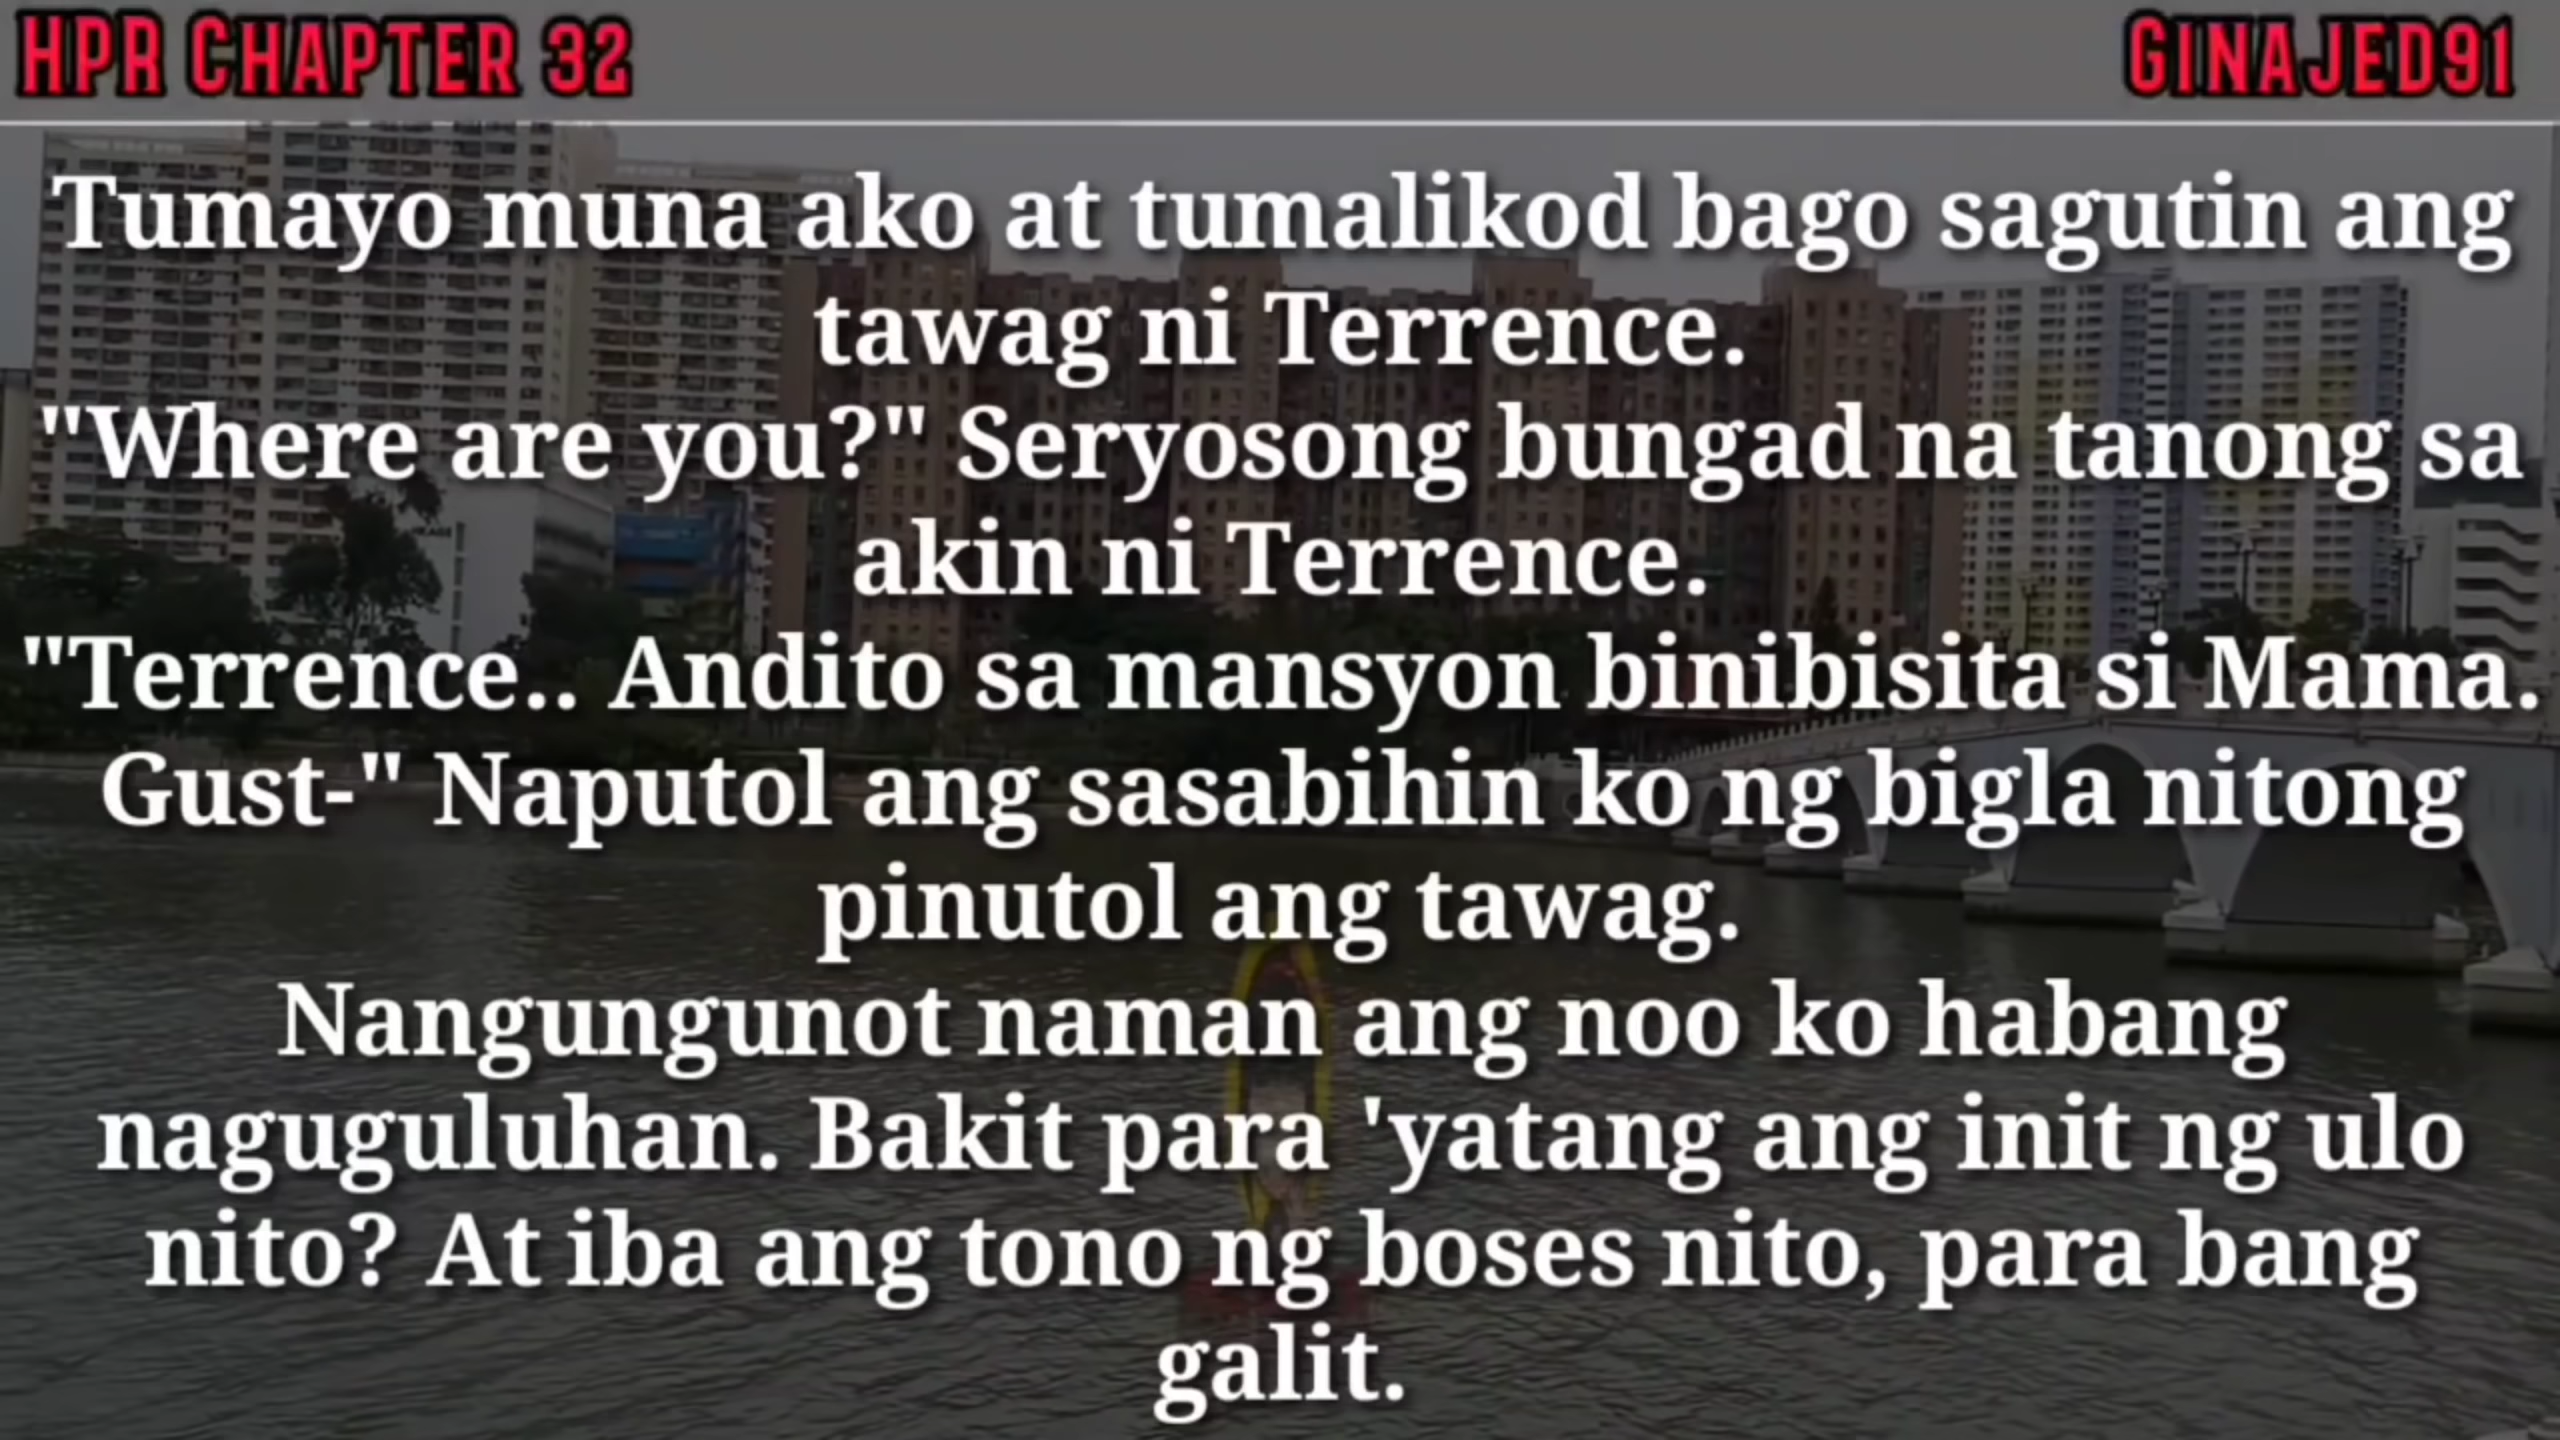 HPR CHAPTER 32
GINAJED91
Tumayo muna ako at tumalikod bago sagutin ang
tawag ni Terrence.
"Where are you?" Seryosong bungad na tanong sa
akin ni Terrence.
"Terrence.. Andito sa mansyon binibisita si Mama.
Gust-" Naputol ang sasabihin ko ng bigla nitong
pinutol ang tawag.
Nangungunot naman ang noo ko habang
naguguluhan. Bakit para 'yatang ang init ng ulo
nito? At iba ang tono ng boses nito, para bang
galit.